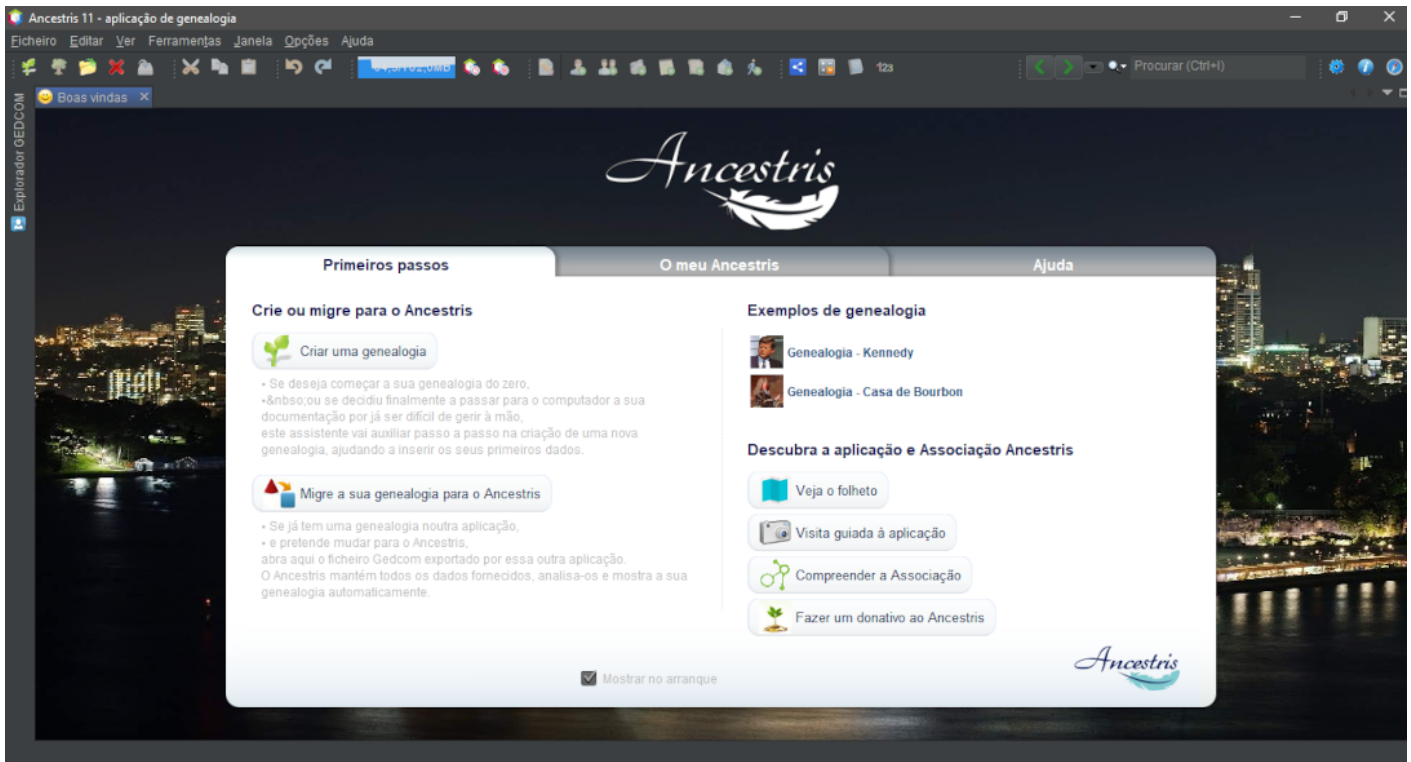 Ancestris 11 - aplicação de genealogia
Ficheiro Editar Ver Ferramentas Janela Opções Ajuda
123
Procurar (Ctrl+I)
Boas vindas
Explorador GEDCOM
Ancestris
Primeiros passos
O meu Ancestris
Ajuda
Crie ou migre para o Ancestris
Criar uma genealogia
• Se deseja começar a sua genealogia do zero,
•&nbso;ou se decidiu finalmente a passar para o computador a sua
documentação por já ser difícil de gerir à mão,
este assistente vai auxiliar passo a passo na criação de uma nova
genealogia, ajudando a inserir os seus primeiros dados.
Migre a sua genealogia para o Ancestris
• Se já tem uma genealogia noutra aplicação,
• e pretende mudar para o Ancestris,
abra aqui o ficheiro Gedcom exportado por essa outra aplicação.
O Ancestris mantém todos os dados fornecidos, analisa-os e mostra a sua
genealogia automaticamente.
Exemplos de genealogia
Genealogia - Kennedy
Genealogia - Casa de Bourbon
Descubra a aplicação e Associação Ancestris
Veja o folheto
Visita guiada à aplicação
Compreender a Associação
Fazer um donativo ao Ancestris
Mostrar no arranque
Ancestris